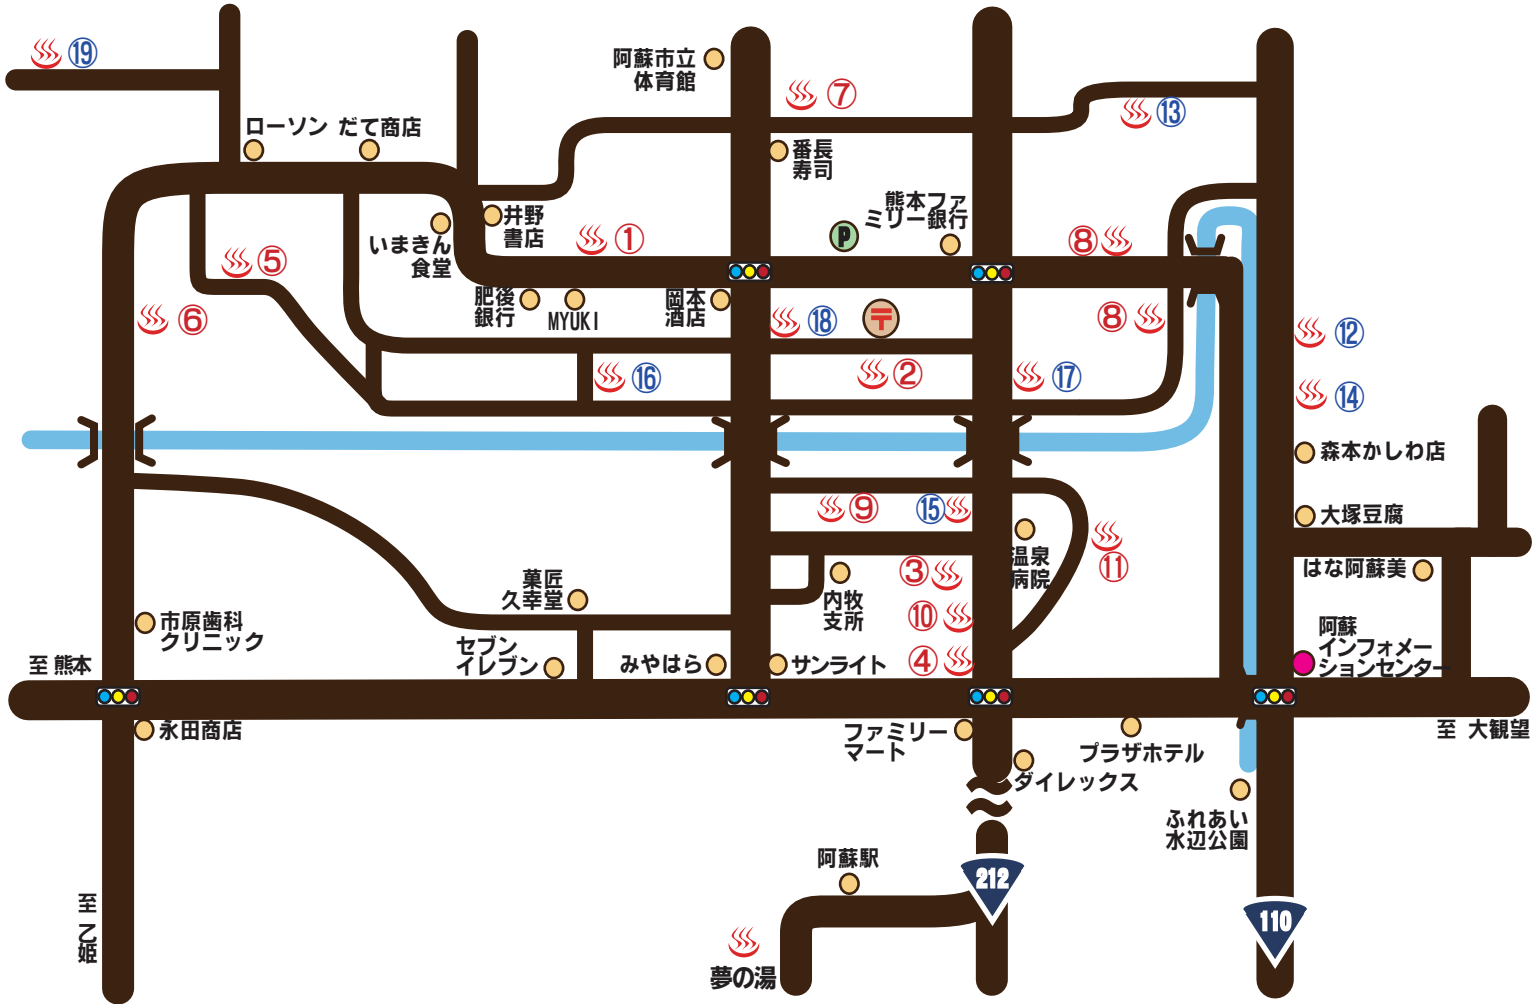 ⑲
阿蘇市立
体育館
⑦
⑬
ローソン
だて商店
番長
寿司
熊本ファ
ミリー銀行
井野
書店
いまきん
食堂
①
P
⑧
⑤
肥後
銀行
MYUKI
岡本
酒店
⑥
⑱
〒
⑧
⑫
⑯
②
⑰
⑭
森本かしわ店
⑨
⑮
大塚豆腐
温泉
病院
⑪
はな阿蘇美
③
菓匠
久幸堂
内牧
支所
⑩
市原歯科
クリニック
阿蘇
インフォメー
ションセンター
至 熊本
セブン
イレブン
みやはら
サンライト
④
永田商店
ファミリー
マート
プラザホテル
至 大観望
ダイレックス
ふれあい
水辺公園
阿蘇駅
212
至 乙姫
110
夢の湯